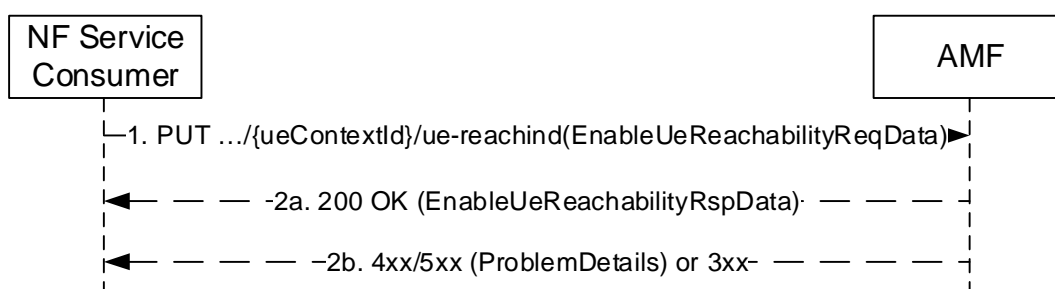 NF Service
Consumer
AMF
1. PUT …/{ueContextId}/ue-reachind(EnableUeReachabilityReqData)
2a. 200 OK (EnableUeReachabilityRspData)
2b. 4xx/5xx (ProblemDetails) or 3xx